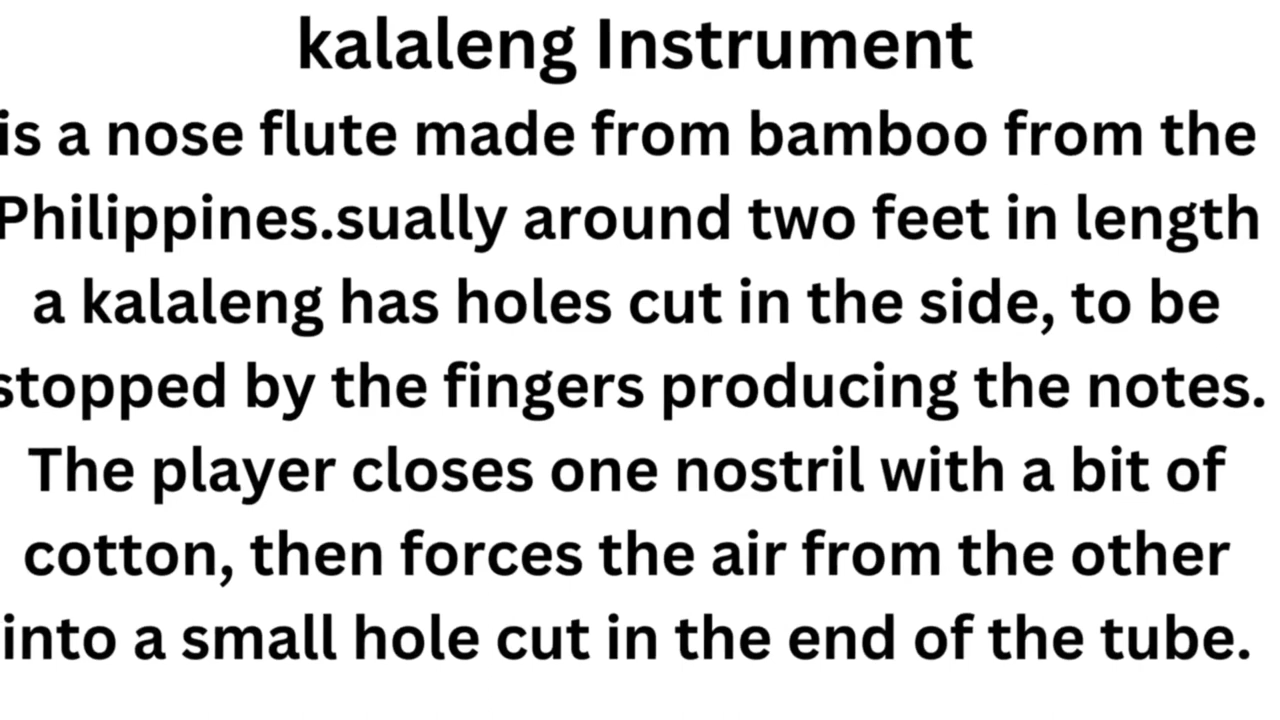 kalaleng Instrument
is a nose flute made from bamboo from the
Philippines.sually around two feet in length
a kalaleng has holes cut in the side, to be
stopped by the fingers producing the notes.
The player closes one nostril with a bit of
cotton, then forces the air from the other
into a small hole cut in the end of the tube.